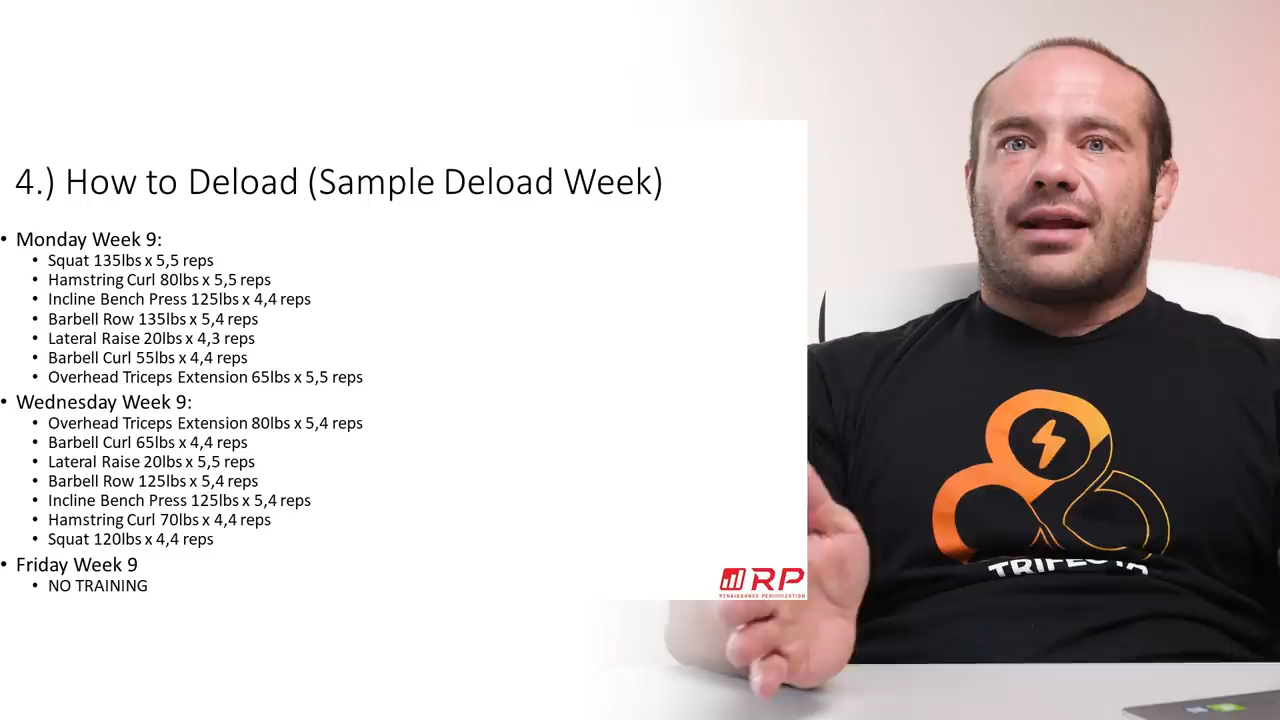 4.) How to Deload (Sample Deload Week)
• Monday Week 9:
• Squat 135lbs x 5,5 reps
• Hamstring Curl 80lbs x 5,5 reps
• Incline Bench Press 125lbs x 4,4 reps
• Barbell Row 135lbs x 5,4 reps
• Lateral Raise 20lbs x 4,3 reps
• Barbell Curl 55lbs x 4,4 reps
• Overhead Triceps Extension 65lbs x 5,5 reps
• Wednesday Week 9:
• Overhead Triceps Extension 80lbs x 5,4 reps
• Barbell Curl 65lbs x 4,4 reps
• Lateral Raise 20lbs x 5,5 reps
• Barbell Row 125lbs x 5,4 reps
• Incline Bench Press 125lbs x 5,4 reps
• Hamstring Curl 70lbs x 4,4 reps
• Squat 120lbs x 4,4 reps
• Friday Week 9
• NO TRAINING
RP
RENAISSANCE PERIODIZATION
TRIFECTA